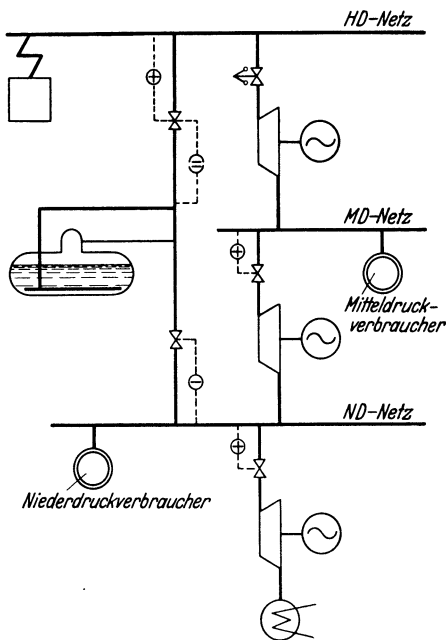 HD-Netz
MD-Netz
Mitteldruck-
verbraucher
ND-Netz
Niederdruckverbraucher